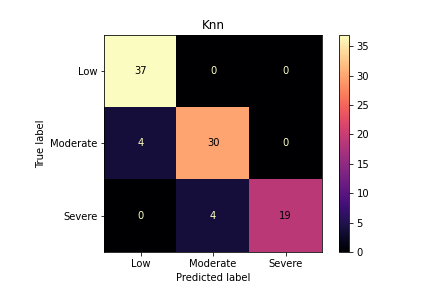 Knn
Low
37 0 0
Moderate
4 30 0
Severe
0 4 19
Low Moderate Severe
Predicted label
True label
35
30
25
20
15
10
5
0